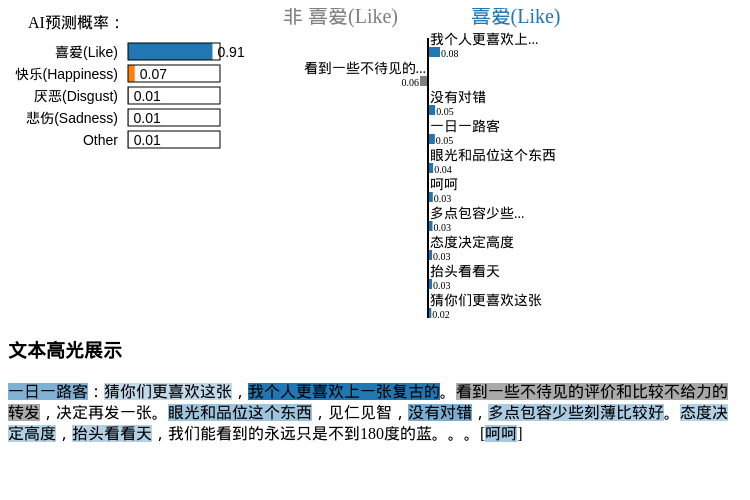 AI预测概率：
喜爱(Like) 0.91
快乐(Happiness) 0.07
厌恶(Disgust) 0.01
悲伤(Sadness) 0.01
Other 0.01
非 喜爱(Like) 喜爱(Like)
我个人更喜欢上...
0.08
看到一些不待见的...
0.06
没有对错
0.05
一日一路客
0.05
眼光和品位这个东西
0.04
呵呵
0.03
多点包容少些...
0.03
态度决定高度
0.03
抬头看看天
0.03
猜你们更喜欢这张
0.02
文本高光展示
一日一路客：猜你们更喜欢这张，我个人更喜欢上一张复古的。看到一些不待见的评价和比较不给力的
转发，决定再发一张。眼光和品位这个东西，见仁见智，没有对错，多点包容少些刻薄比较好。态度决
定高度，抬头看看天，我们能看到的永远只是不到180度的蓝。。。[呵呵]